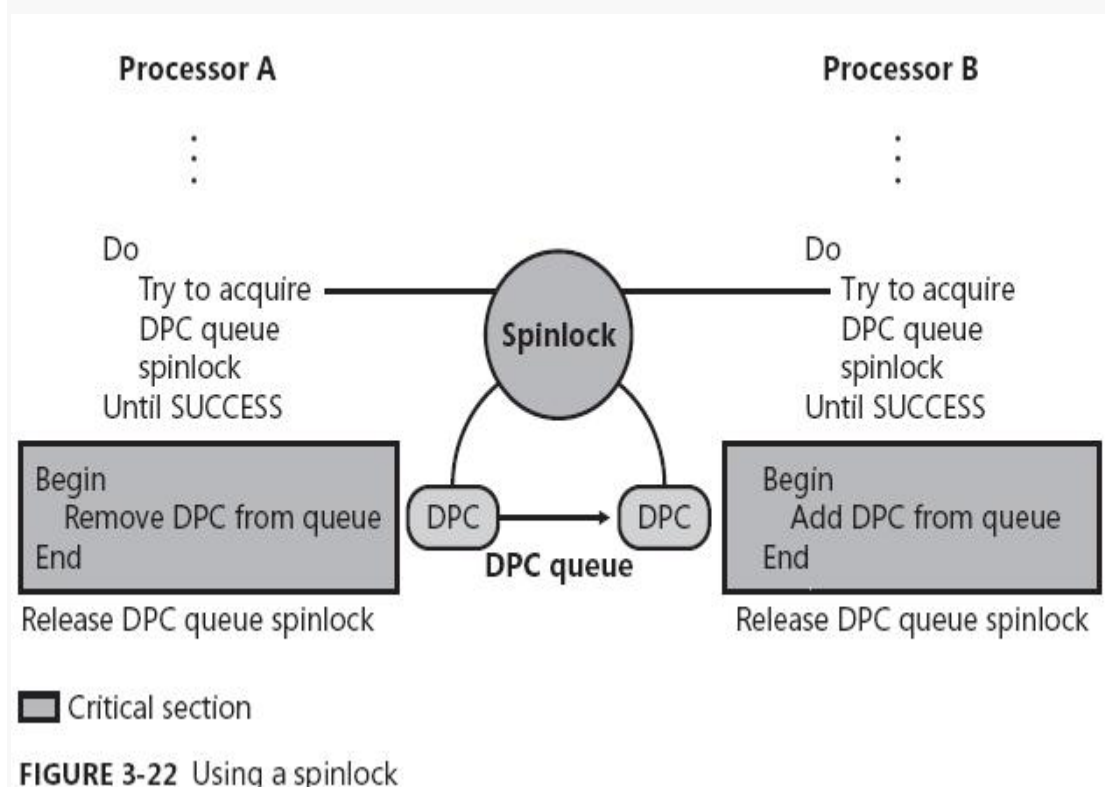 Processor A
Processor B
Do
Try to acquire
DPC queue
spinlock
Until SUCCESS
Begin
Remove DPC from queue
End
Release DPC queue spinlock
Spinlock
DPC
DPC
DPC queue
Do
Try to acquire
DPC queue
spinlock
Until SUCCESS
Begin
Add DPC from queue
End
Release DPC queue spinlock
Critical section
FIGURE 3-22 Using a spinlock